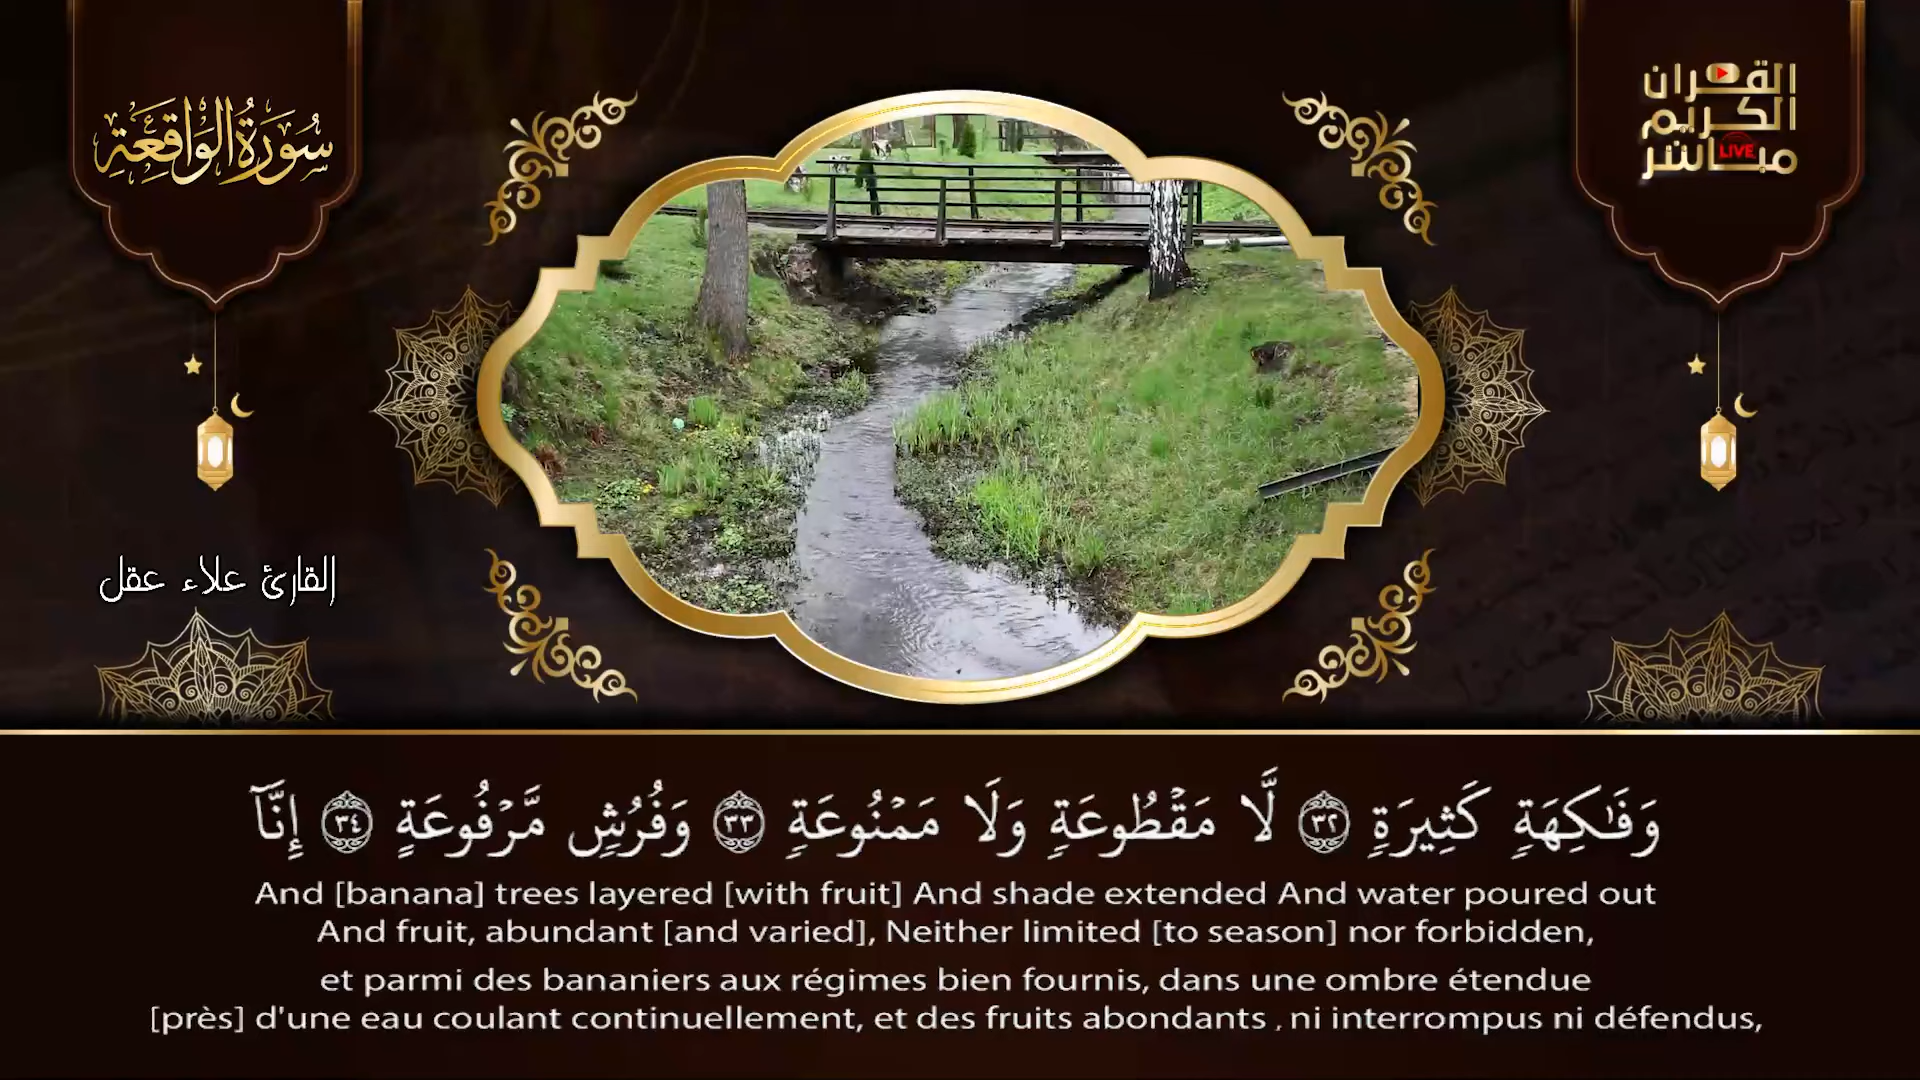 سُورَةُ الوَاقِعَةِ
القران
الكريم
مباشر
LIVE
القارئ علاء عقل
وَفَـٰكِهَةٍ كَثِيرَةٍ ٣٢ لَّا مَقْطُوعَةٍ وَلَا مَمْنُوعَةٍ ٣٣ وَفُرُشٍ مَّرْفُوعَةٍ ٣٤ إِنَّآ
And [banana] trees layered [with fruit] And shade extended And water poured out
And fruit, abundant [and varied], Neither limited [to season] nor forbidden,
et parmi des bananiers aux régimes bien fournis, dans une ombre étendue
[près] d'une eau coulant continuellement, et des fruits abondants , ni interrompus ni défendus,